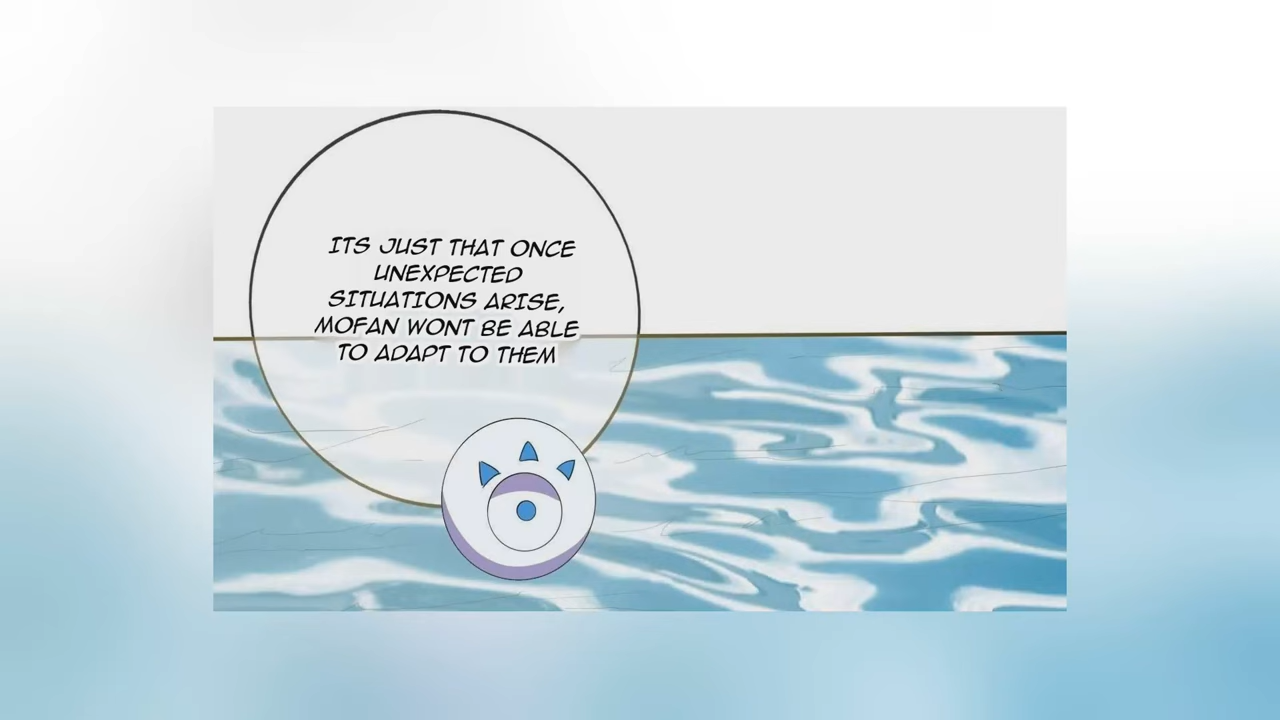 ITS JUST THAT ONCE
UNEXPECTED
SITUATIONS ARISE,
MOFAN WONT BE ABLE
TO ADAPT TO THEM